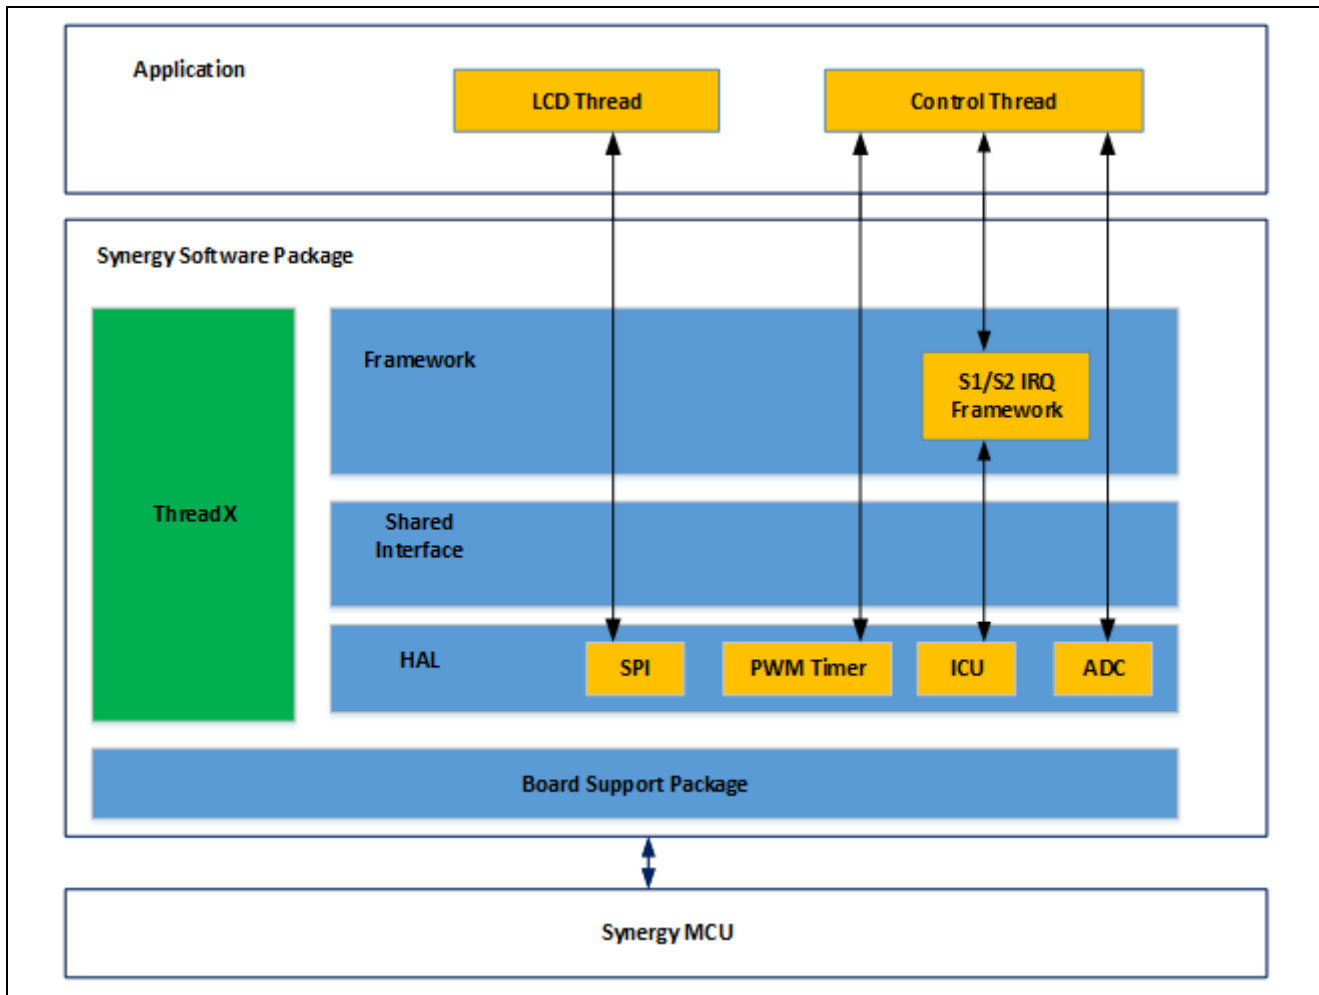 Application
LCD Thread
Control Thread
Synergy Software Package
Framework
S1/S2 IRQ
Framework
ThreadX
Shared
Interface
HAL
SPI
PWM Timer
ICU
ADC
Board Support Package
Synergy MCU